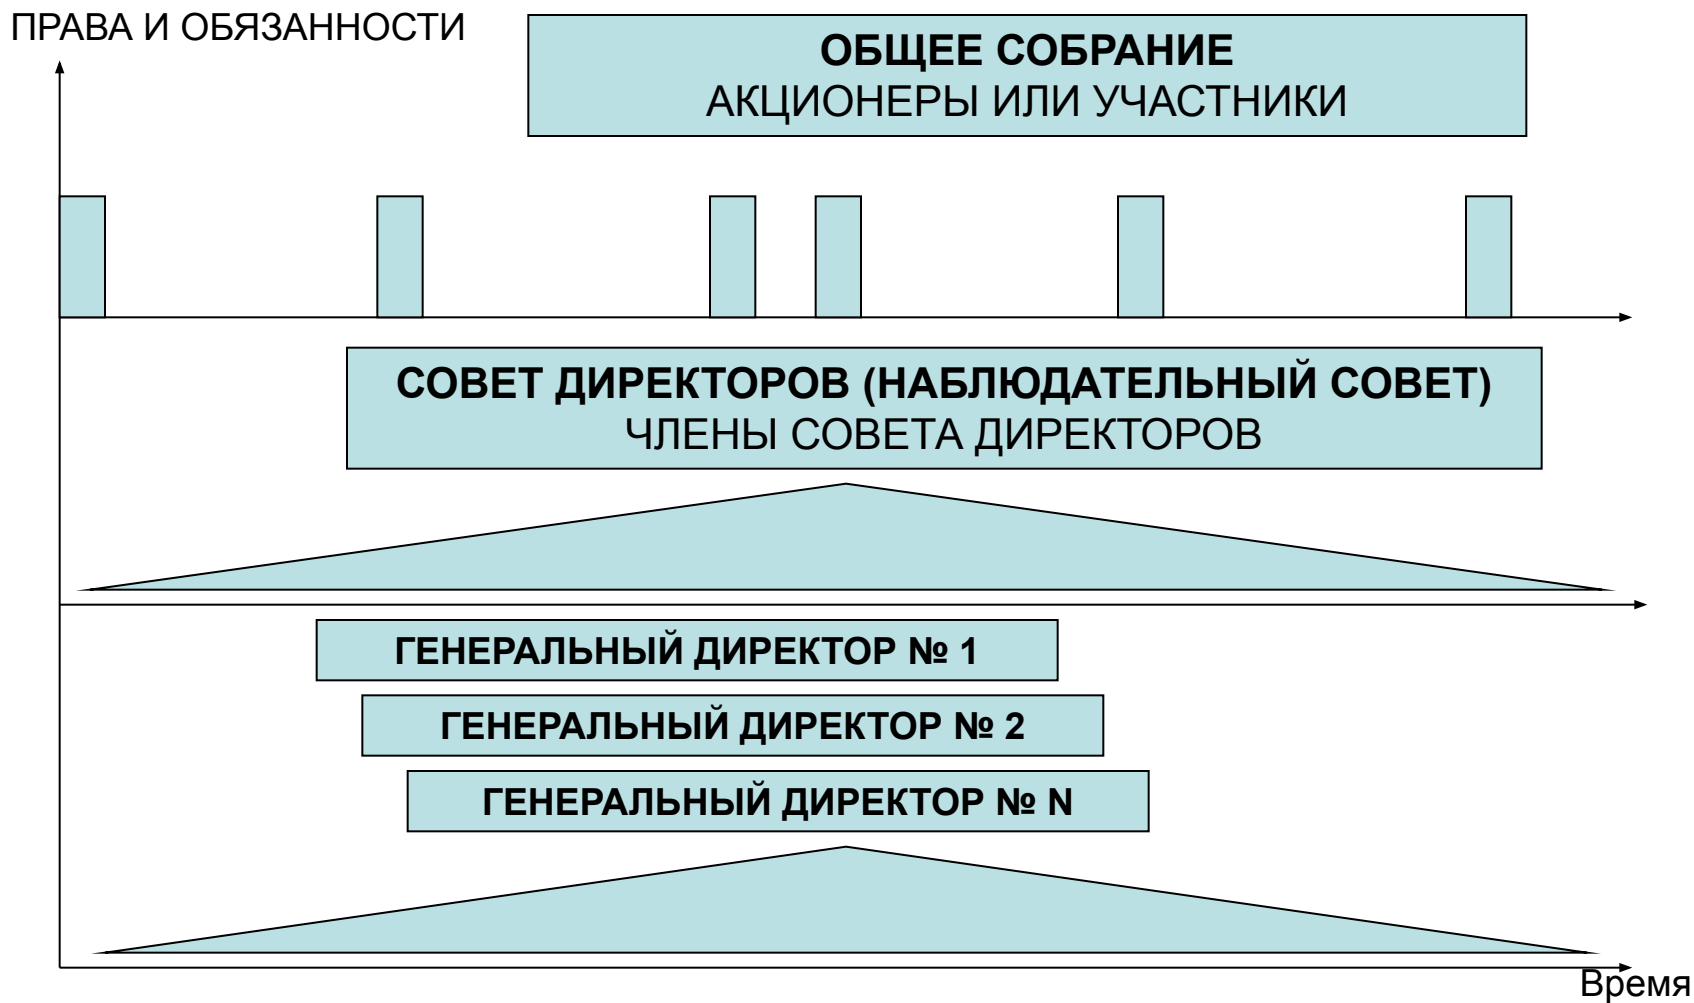 ПРАВА И ОБЯЗАННОСТИ
ОБЩЕЕ СОБРАНИЕ
АКЦИОНЕРЫ ИЛИ УЧАСТНИКИ
СОВЕТ ДИРЕКТОРОВ (НАБЛЮДАТЕЛЬНЫЙ СОВЕТ)
ЧЛЕНЫ СОВЕТА ДИРЕКТОРОВ
ГЕНЕРАЛЬНЫЙ ДИРЕКТОР № 1
ГЕНЕРАЛЬНЫЙ ДИРЕКТОР № 2
ГЕНЕРАЛЬНЫЙ ДИРЕКТОР № N
Время